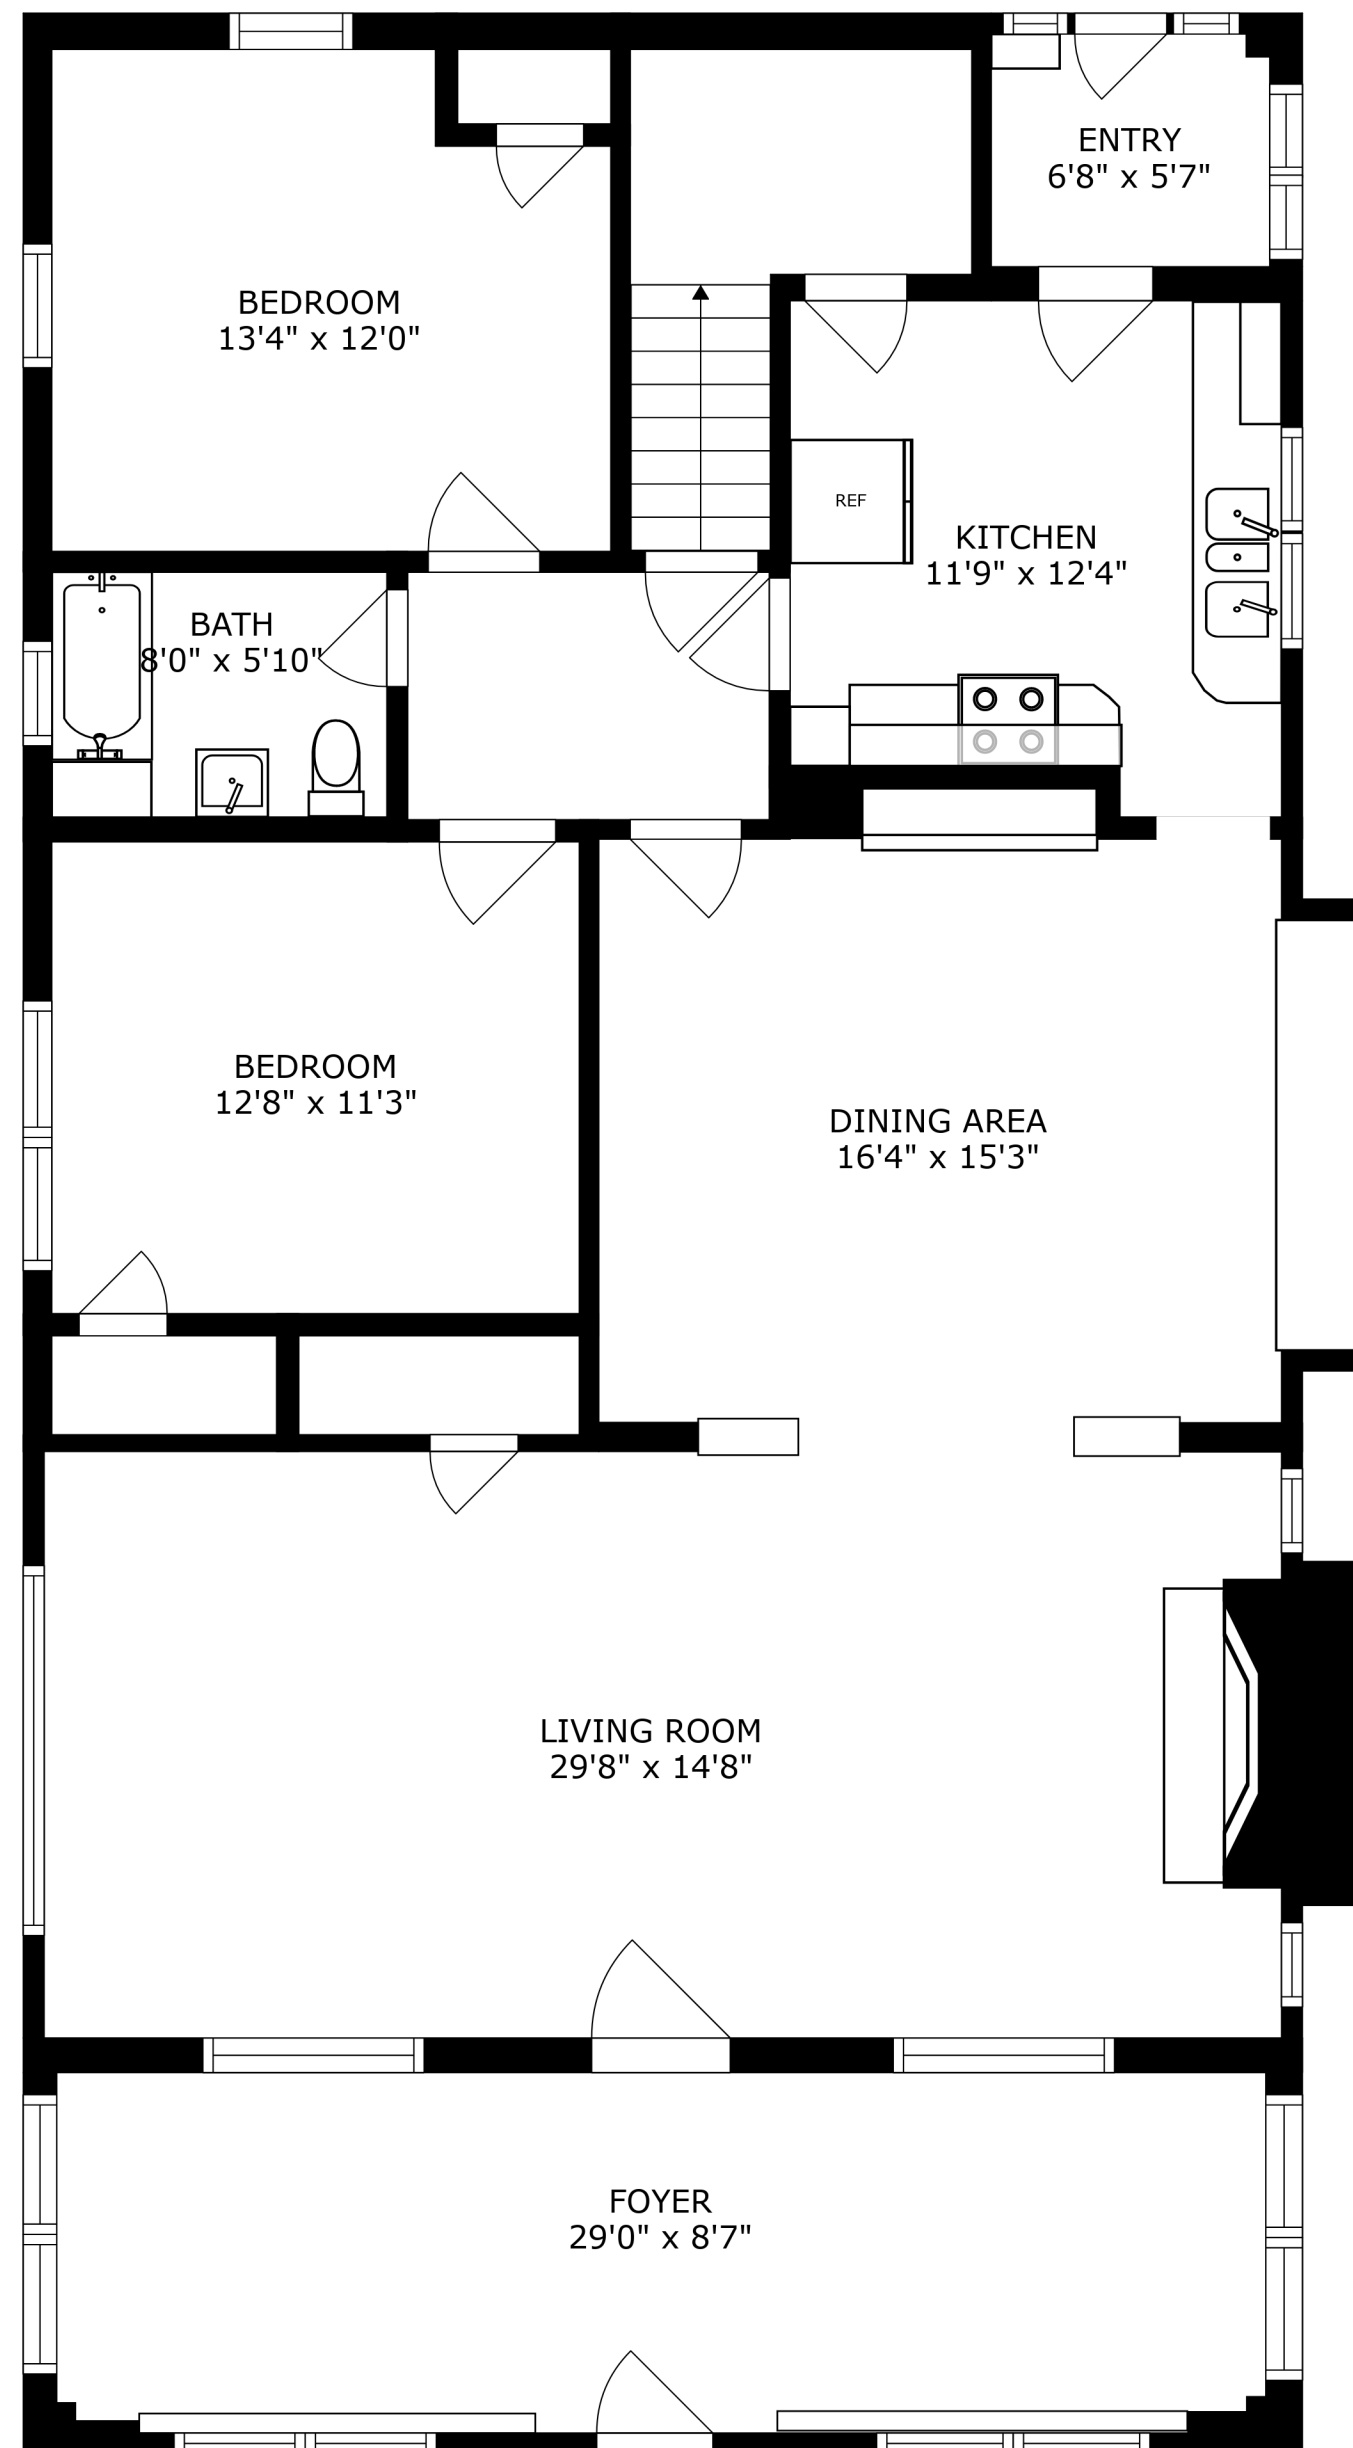 ENTRY
6'8" x 5'7"
BEDROOM
13'4" x 12'0"
REF
KITCHEN
11'9" x 12'4"
BATH
8'0" x 5'10"
BEDROOM
12'8" x 11'3"
DINING AREA
16'4" x 15'3"
LIVING ROOM
29'8" x 14'8"
FOYER
29'0" x 8'7"